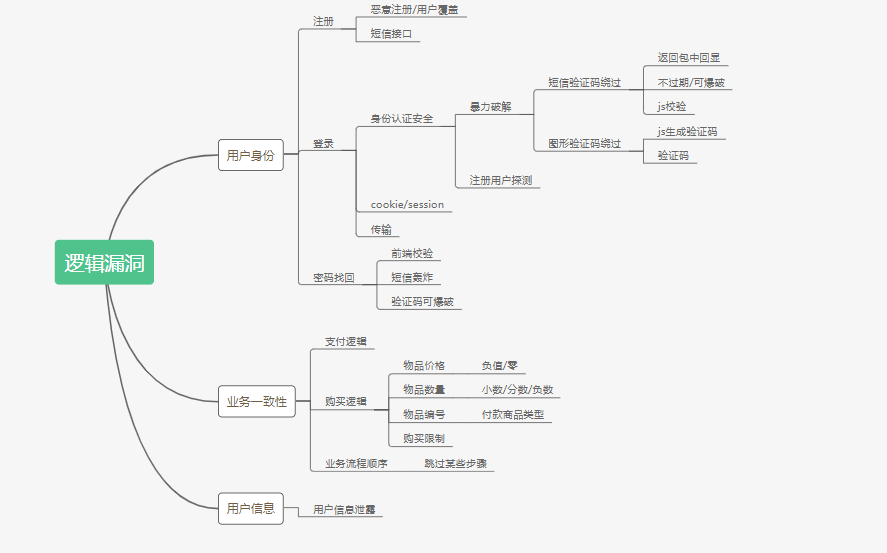 逻辑漏洞
用户身份
注册
恶意注册/用户覆盖
短信接口
登录
身份认证安全
暴力破解
短信验证码绕过
返回包中回显
不过期/可爆破
js校验
图形验证码绕过
js生成验证码
验证码
注册用户探测
cookie/session
传输
密码找回
前端校验
短信轰炸
验证码可爆破
业务一致性
支付逻辑
购买逻辑
物品价格
负值/零
物品数量
小数/分数/负数
物品编号
付款商品类型
购买限制
业务流程顺序
跳过某些步骤
用户信息
用户信息泄露